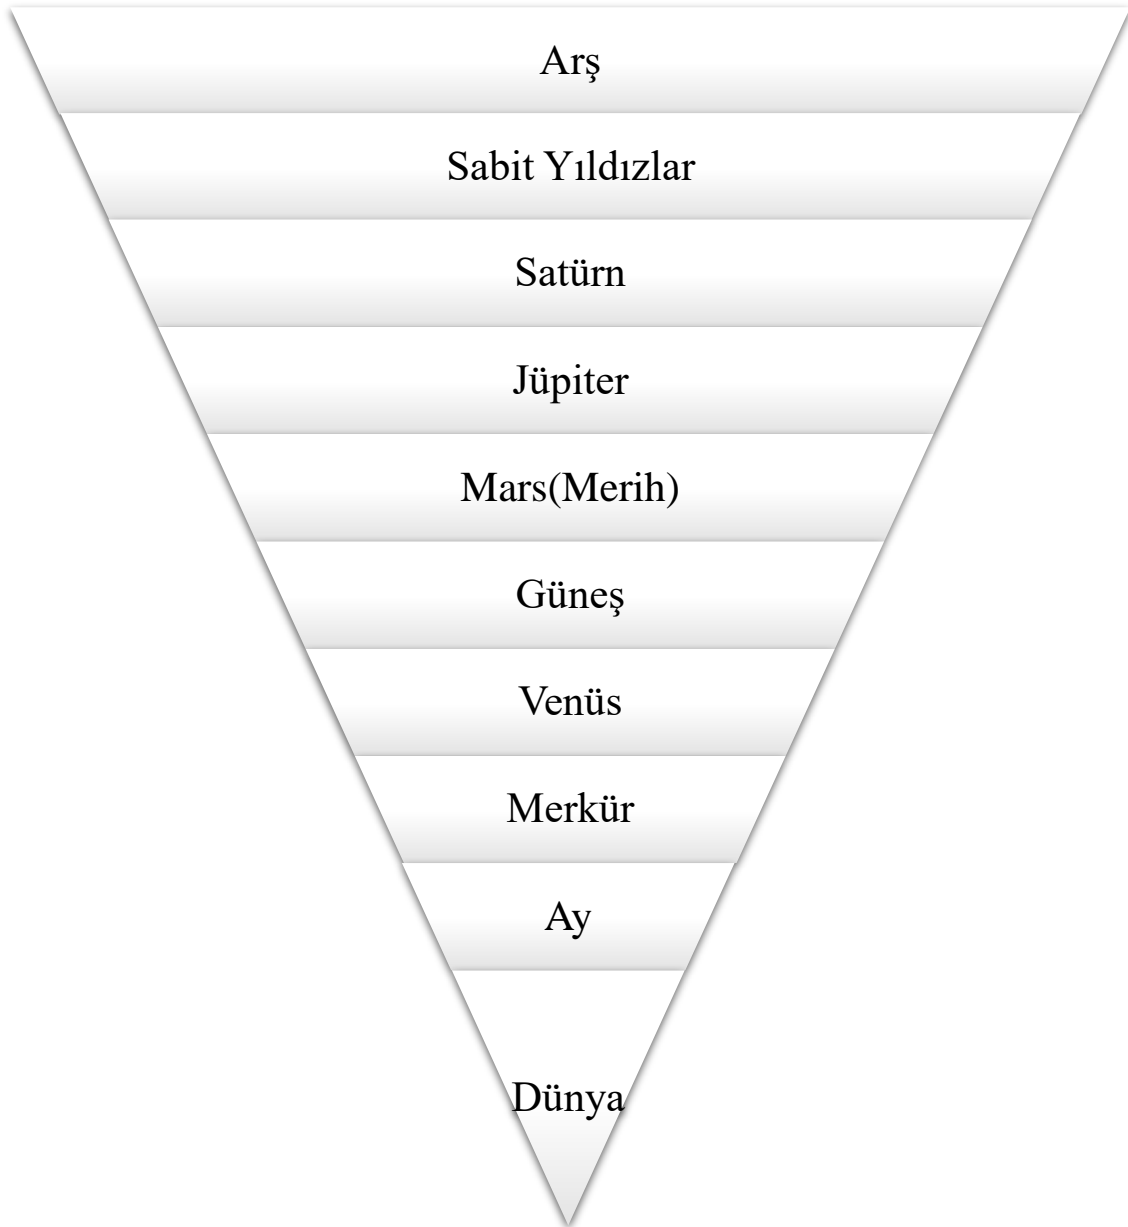 Arş
Sabit Yıldızlar
Satürn
Jüpiter
Mars(Merih)
Güneş
Venüs
Merkür
Ay
Dünya